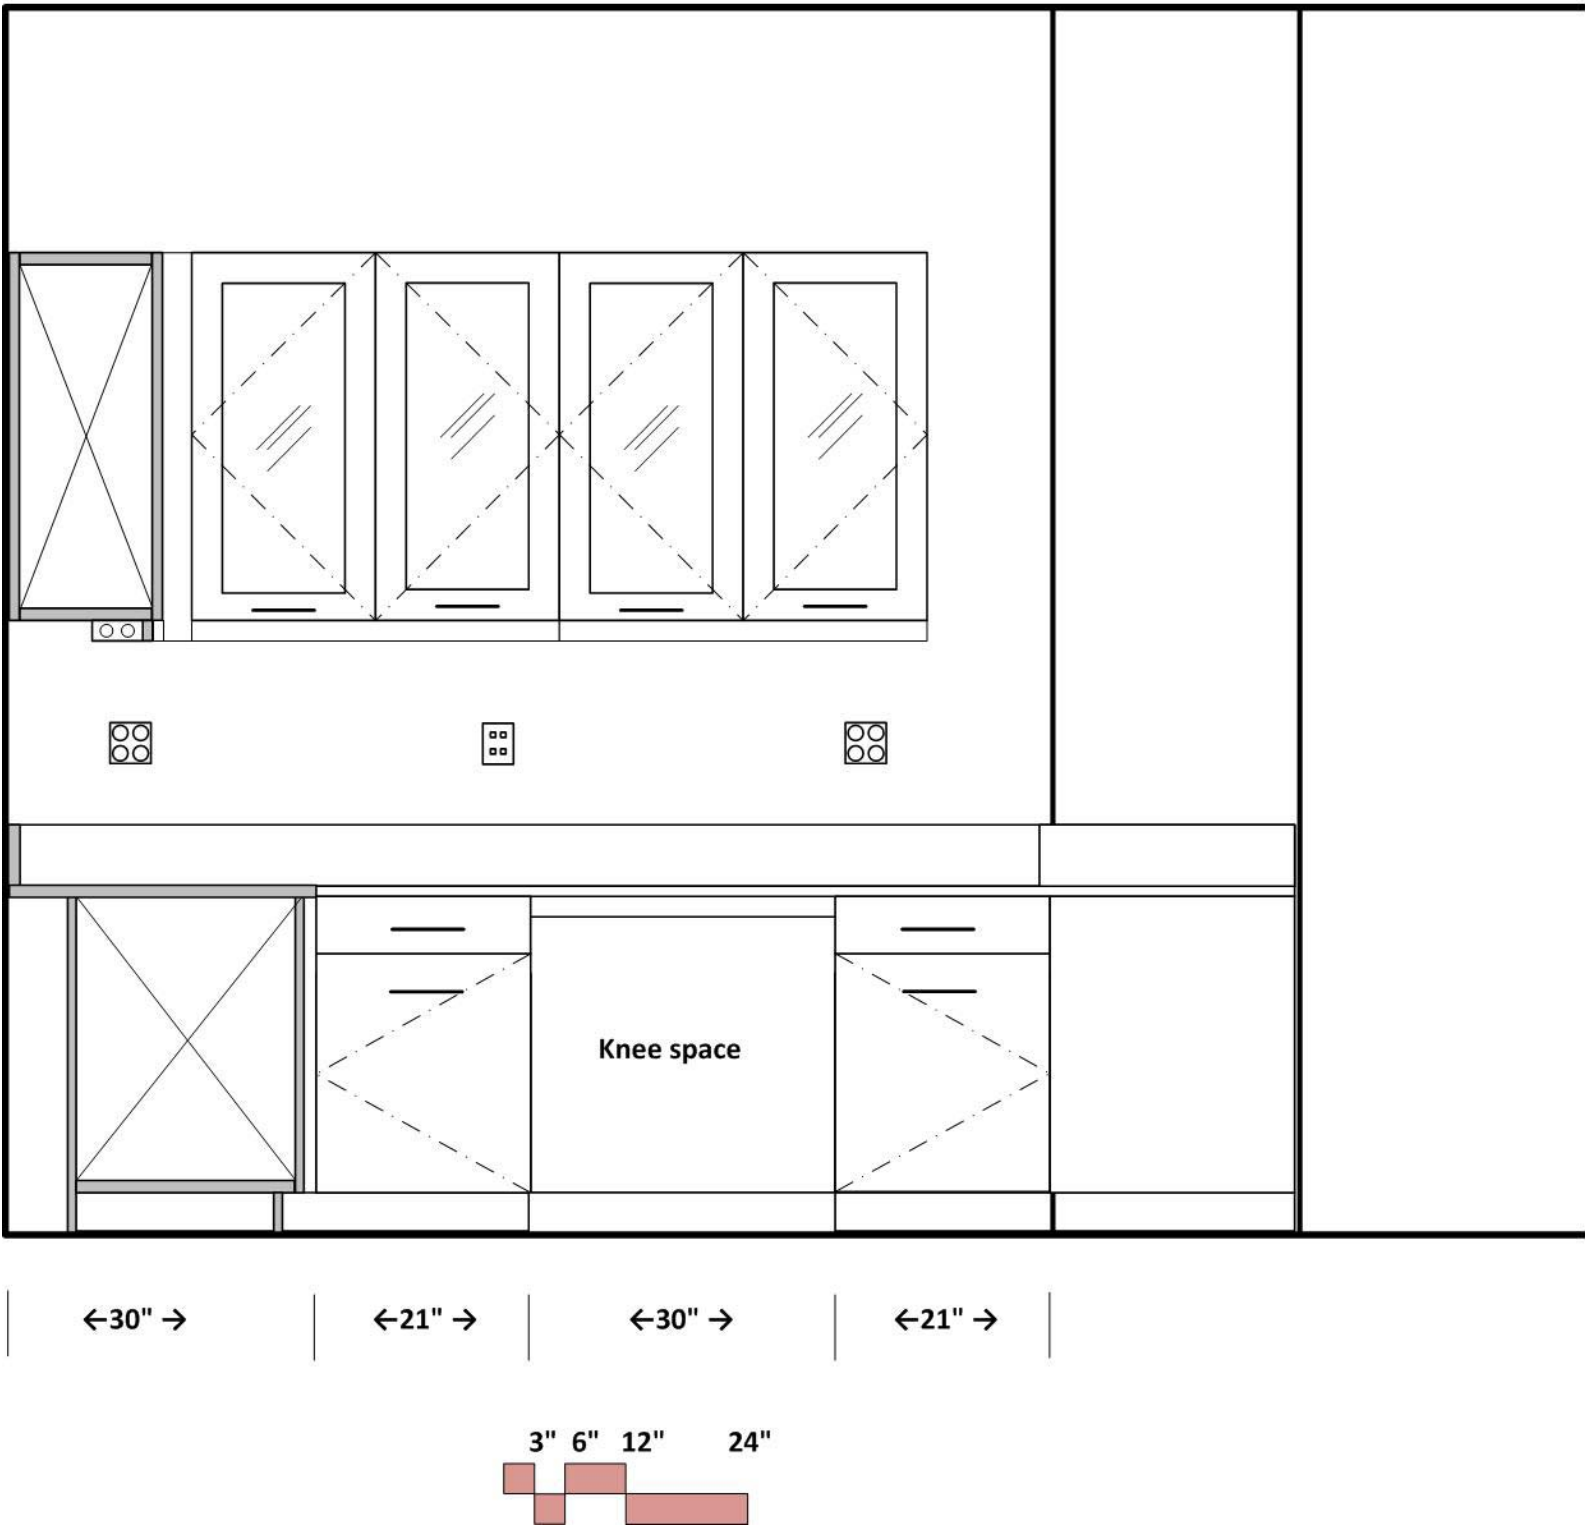 Knee space
←30" →
←21" →
←30" →
←21" →
3" 6" 12" 24"